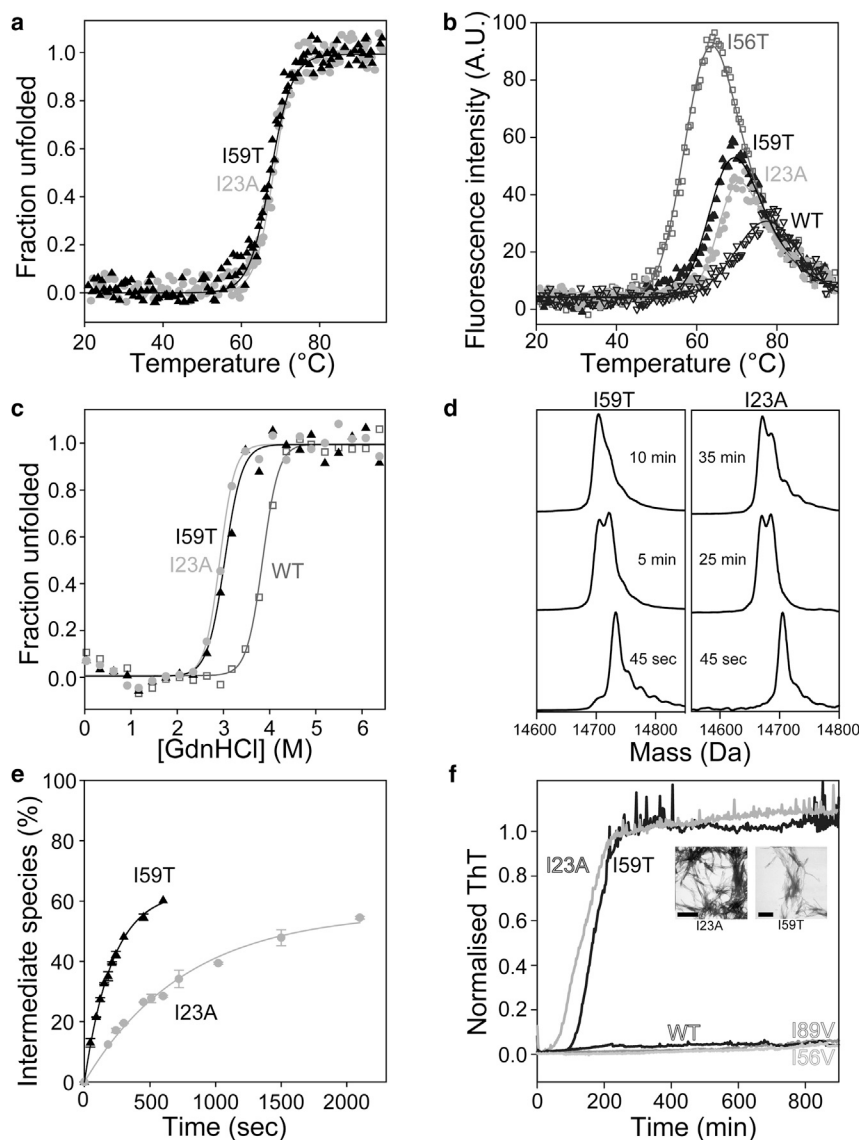 a
Fraction unfolded
1.0
0.8
0.6
0.4
0.2
0.0
I59T
I23A
20 40 60 80
Temperature (°C)
b
Fluorescence intensity (A.U.)
100
80
60
40
20
0
I56T
I59T
I23A
WT
20 40 60 80
Temperature (°C)
c
Fraction unfolded
1.0
0.8
0.6
0.4
0.2
0.0
I59T
I23A
WT
0 1 2 3 4 5 6
[GdnHCl] (M)
d
I59T I23A
10 min
5 min
45 sec
35 min
25 min
45 sec
14600 14700 14800
14600 14700 14800
Mass (Da)
e
Intermediate species (%)
100
80
60
40
20
0
I59T
I23A
0 500 1000 1500 2000
Time (sec)
f
Normalised ThT
1.0
0.8
0.6
0.4
0.2
0.0
I23A
I59T
I23A
I59T
WT
I89V
I56V
0 200 400 600 800
Time (min)